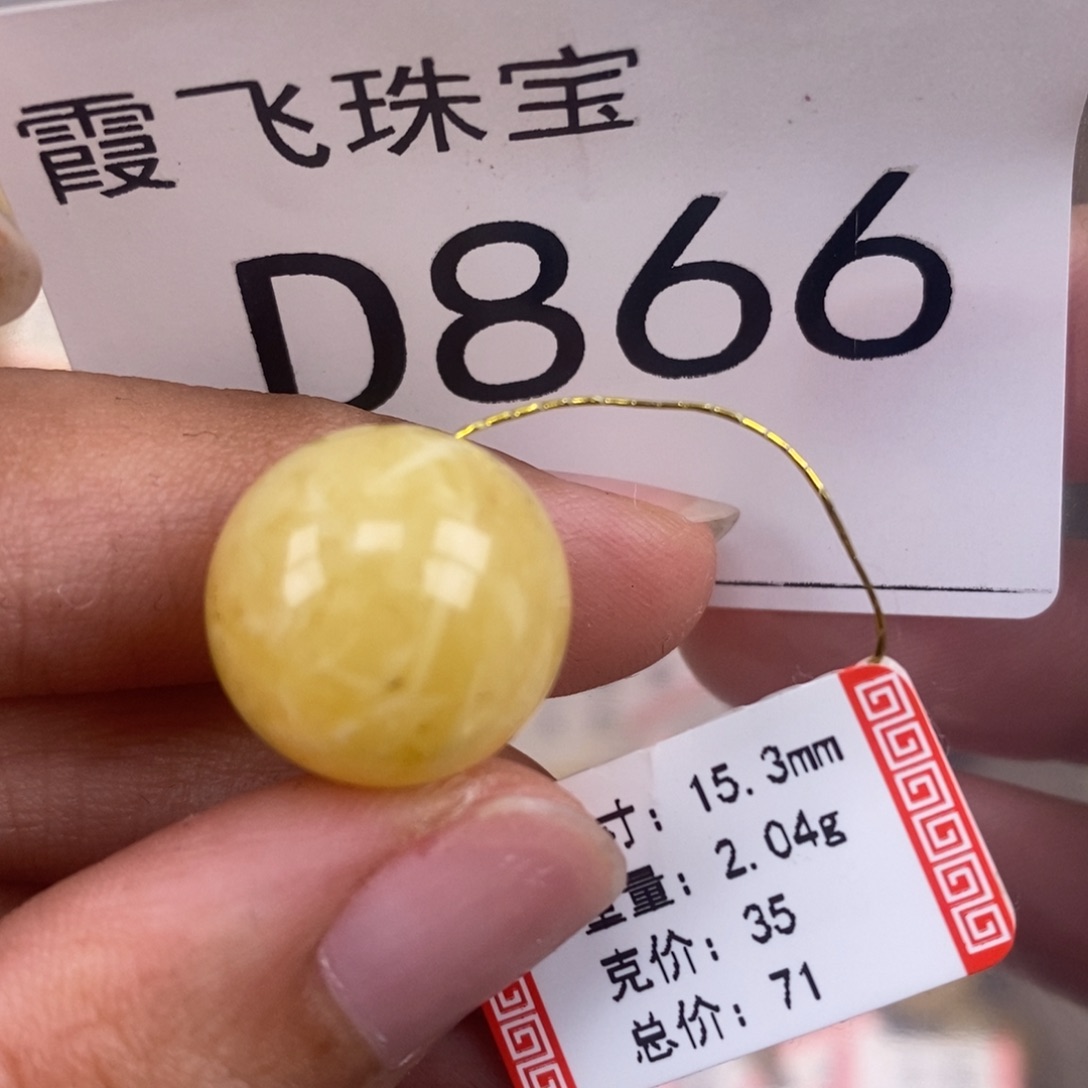 霞飞珠宝
D866
寸：15.3mm
量：2.04g
克价：35
总价：71